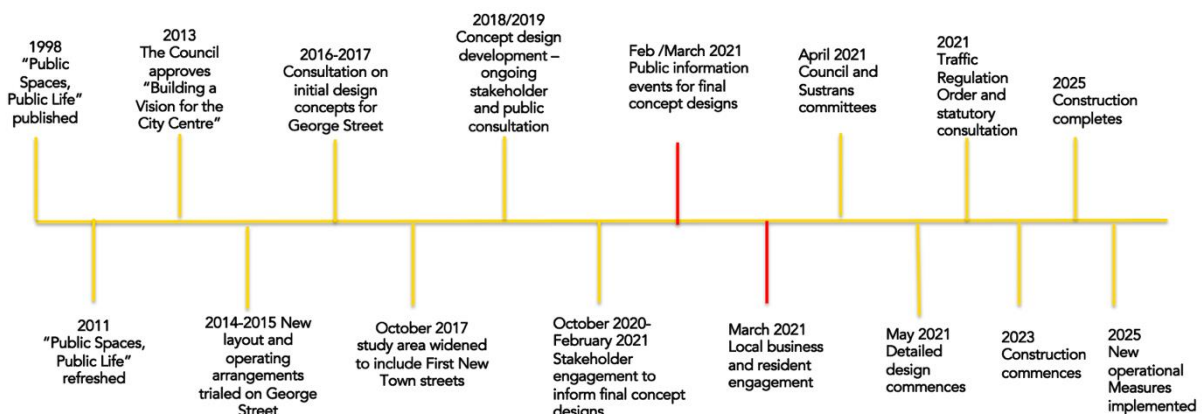 1998
“Public
Spaces,
Public Life”
published
2011
“Public Spaces,
Public Life”
refreshed
2013
The Council
approves
“Building a
Vision for the
City Centre”
2014-2015 New
layout and
operating
arrangements
trialed on George
Street
2016-2017
Consultation on
initial design
concepts for
George Street
October 2017
study area widened
to include First New
Town streets
2018/2019
Concept design
development –
ongoing
stakeholder
and public
consultation
October 2020-
February 2021
Stakeholder
engagement to
inform final concept
designs
Feb /March 2021
Public information
events for final
concept designs
March 2021
Local business
and resident
engagement
April 2021
Council and
Sustrans
committees
May 2021
Detailed
design
commences
2021
Traffic
Regulation
Order and
statutory
consultation
2023
Construction
commences
2025
Construction
completes
2025
New
operational
Measures
implemented